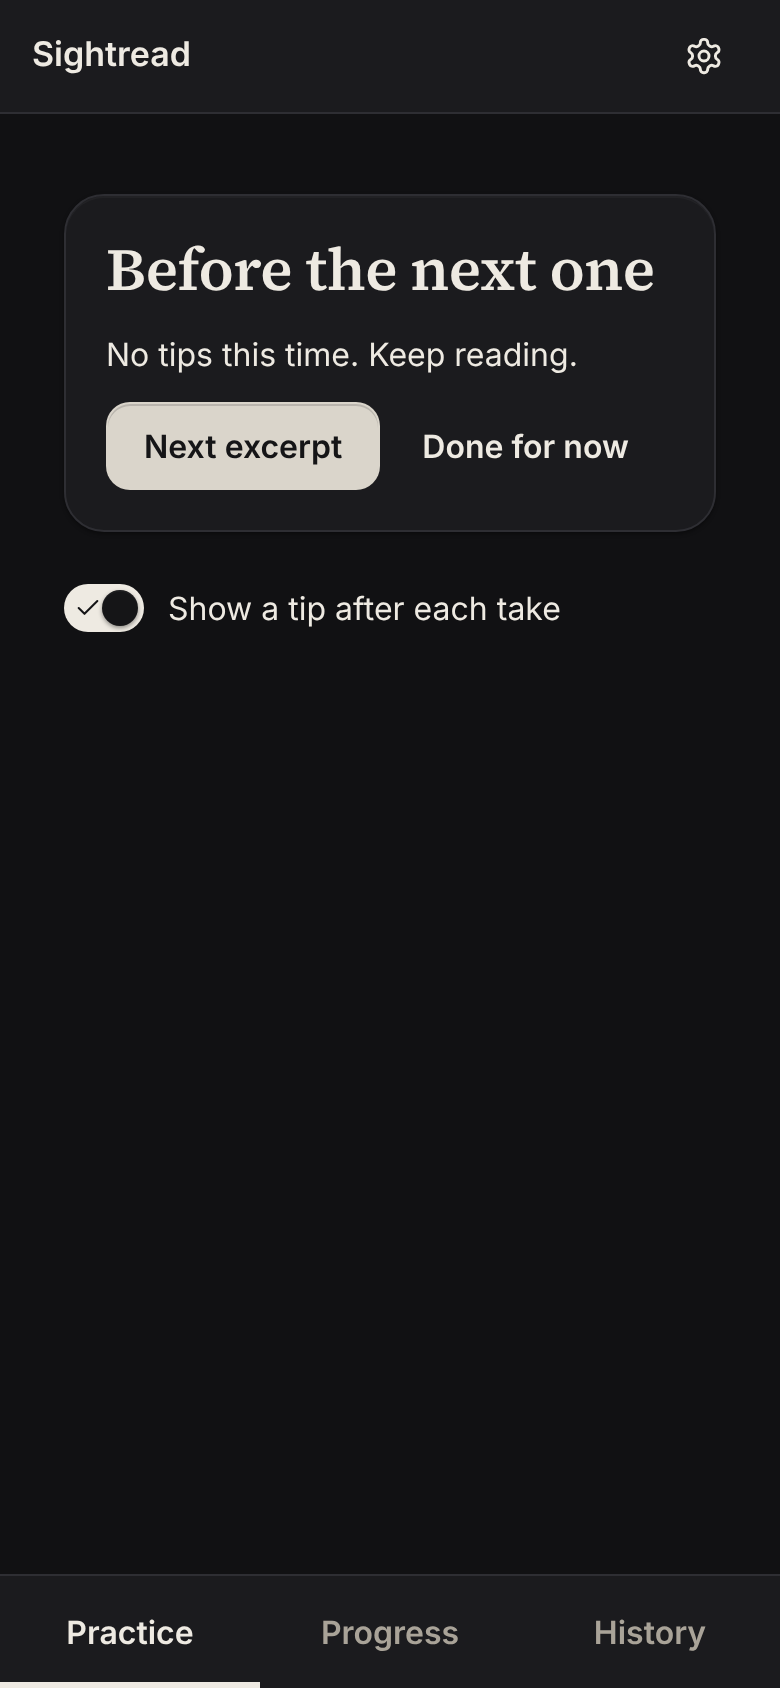 Sightread
Before the next one
No tips this time. Keep reading.
Next excerpt
Done for now
Show a tip after each take
Practice
Progress
History